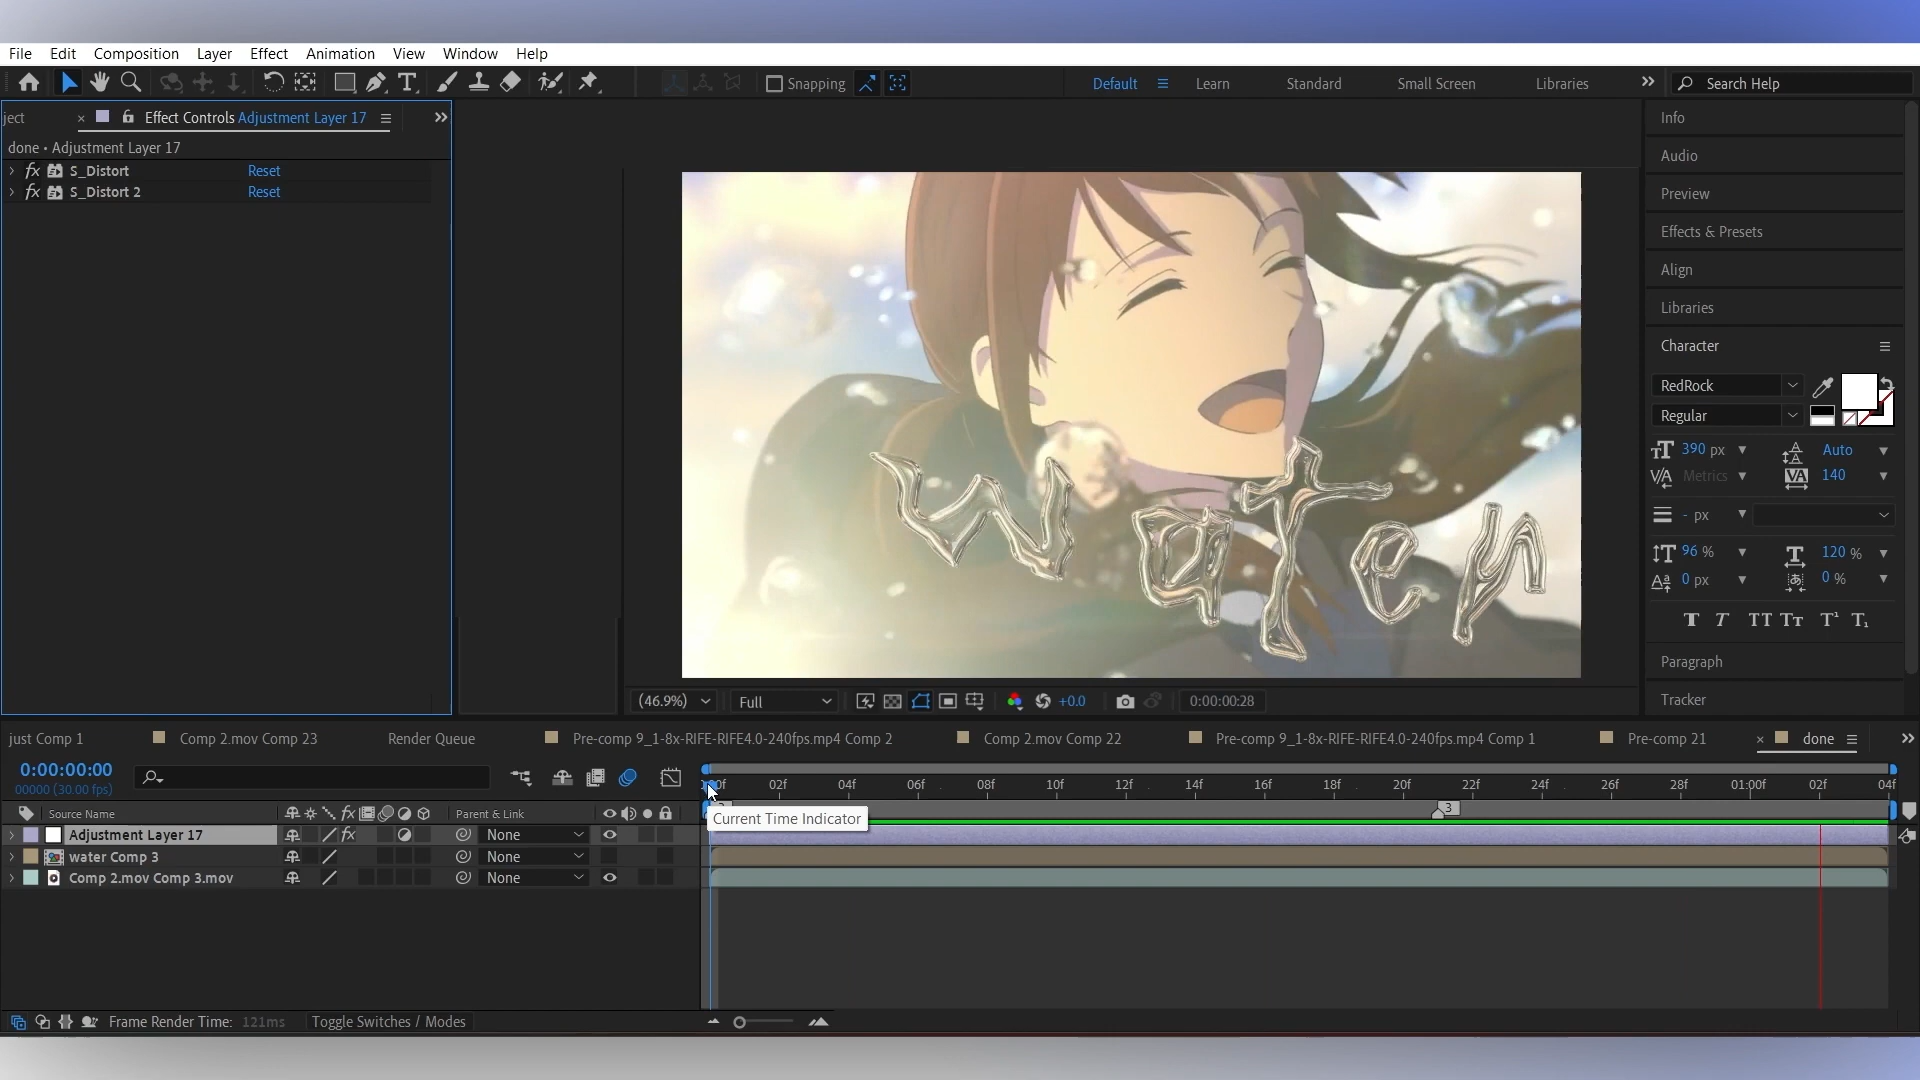 File Edit Composition Layer Effect Animation View Window Help
Snapping Default Learn Standard Small Screen Libraries Search Help
ject Effect Controls Adjustment Layer 17
done • Adjustment Layer 17
fx S_Distort Reset
fx S_Distort 2 Reset
water
Info
Audio
Preview
Effects & Presets
Align
Libraries
Character
RedRock
Regular
390 px Auto
Metrics 140
- px
96 % 120 %
0 px 0 %
T T TT Tт T¹ T₁
Paragraph
Tracker
(46.9%) Full +0.0 0:00:00:28
just Comp 1 Comp 2.mov Comp 23 Render Queue Pre-comp 9_1-8x-RIFE-RIFE4.0-240fps.mp4 Comp 2 Comp 2.mov Comp 22 Pre-comp 9_1-8x-RIFE-RIFE4.0-240fps.mp4 Comp 1 Pre-comp 21 done
0:00:00:00
00000 (30.00 fps)
02f 04f 06f 08f 10f 12f 14f 16f 18f 20f 22f 24f 26f 28f 01:00f 02f 04f
Source Name fx Parent & Link
3
Current Time Indicator
Adjustment Layer 17 fx None
water Comp 3 None
Comp 2.mov Comp 3.mov None
Frame Render Time: 121ms Toggle Switches / Modes